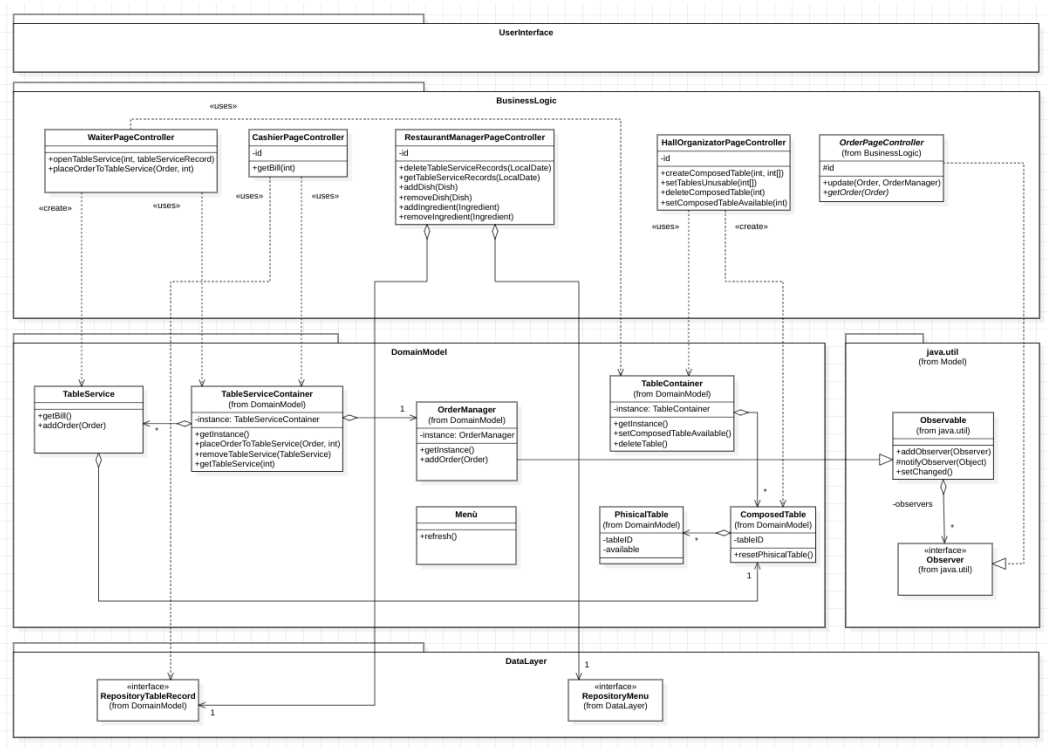 UserInterface
BusinessLogic
«uses»
WaiterPageController
+openTableService(int, tableServiceRecord)
+placeOrderToTableService(Order, int)
CashierPageController
-id
+getBill(int)
RestaurantManagerPageController
-id
+deleteTableServiceRecords(LocalDate)
+getTableServiceRecords(LocalDate)
+addDish(Dish)
+removeDish(Dish)
+addIngredient(Ingredient)
+removeIngredient(Ingredient)
HallOrganizatorPageController
-id
+createComposedTable(int, int[])
+setTablesUnusable(int[])
+deleteComposedTable(int)
+setComposedTableAvailable(int)
OrderPageController
(from BusinessLogic)
#id
+update(Order, OrderManager)
+getOrder(Order)
«create»
«uses»
«uses»
«uses»
«uses»
«create»
DomainModel
TableService
+getBill()
+addOrder(Order)
*
TableServiceContainer
(from DomainModel)
-instance: TableServiceContainer
+getInstance()
+placeOrderToTableService(Order, int)
+removeTableService(TableService)
+getTableService(int)
1
OrderManager
(from DomainModel)
-instance: OrderManager
+getInstance()
+addOrder(Order)
TableContainer
(from DomainModel)
-instance: TableContainer
+getInstance()
+setComposedTableAvailable()
+deleteTable()
*
Menù
+refresh()
PhisicalTable
(from DomainModel)
-tableID
-available
*
ComposedTable
(from DomainModel)
-tableID
+resetPhisicalTable()
1
java.util
(from Model)
Observable
(from java.util)
+addObserver(Observer)
#notifyObserver(Object)
+setChanged()
-observers
*
«interface»
Observer
(from java.util)
DataLayer
«interface»
RepositoryTableRecord
(from DomainModel)
1
1
«interface»
RepositoryMenu
(from DataLayer)